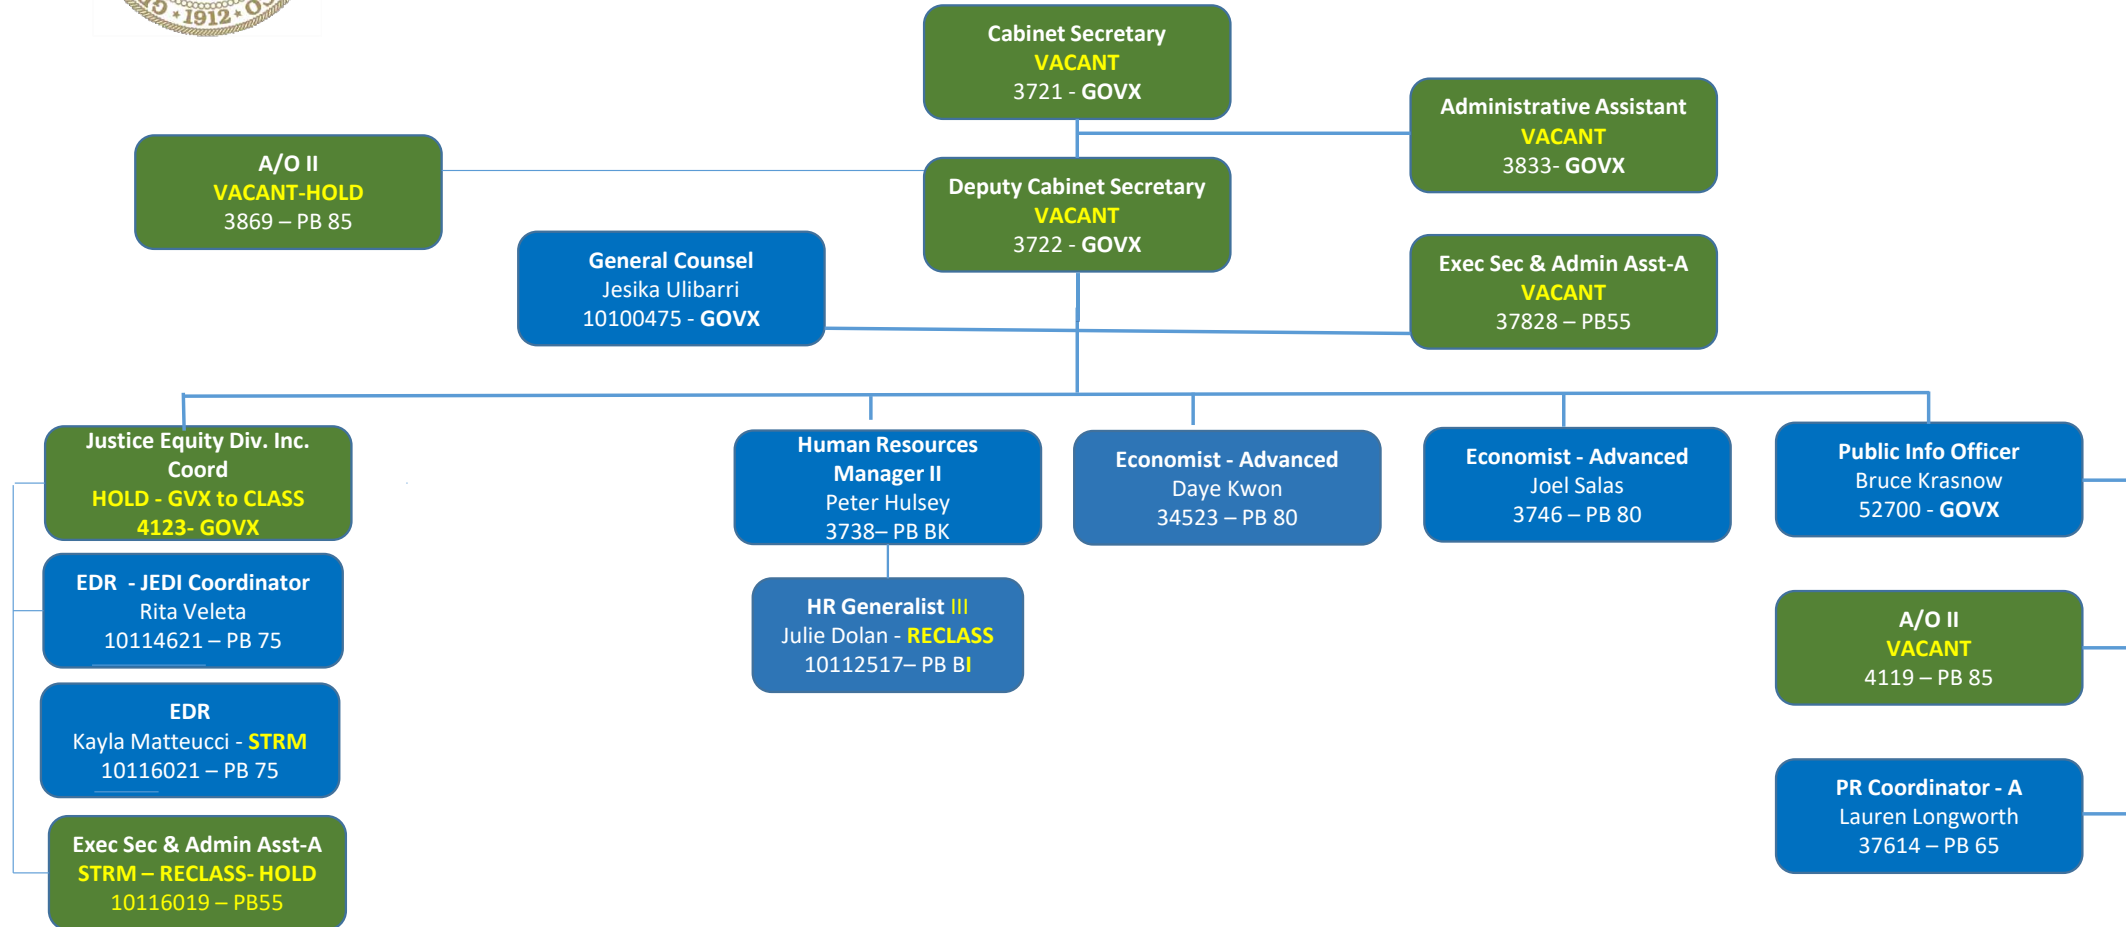 1912
Cabinet Secretary
VACANT
3721 - GOVX
Administrative Assistant
VACANT
3833- GOVX
A/O II
VACANT-HOLD
3869 – PB 85
Deputy Cabinet Secretary
VACANT
3722 - GOVX
General Counsel
Jesika Ulibarri
10100475 - GOVX
Exec Sec & Admin Asst-A
VACANT
37828 – PB55
Justice Equity Div. Inc.
Coord
HOLD - GVX to CLASS
4123- GOVX
Human Resources
Manager II
Peter Hulsey
3738– PB BK
Economist - Advanced
Daye Kwon
34523 – PB 80
Economist - Advanced
Joel Salas
3746 – PB 80
Public Info Officer
Bruce Krasnow
52700 - GOVX
EDR  - JEDI Coordinator
Rita Veleta
10114621 – PB 75
HR Generalist III
Julie Dolan - RECLASS
10112517– PB BI
A/O II
VACANT
4119 – PB 85
EDR
Kayla Matteucci - STRM
10116021 – PB 75
PR Coordinator - A
Lauren Longworth
37614 – PB 65
Exec Sec & Admin Asst-A
STRM – RECLASS- HOLD
10116019 – PB55